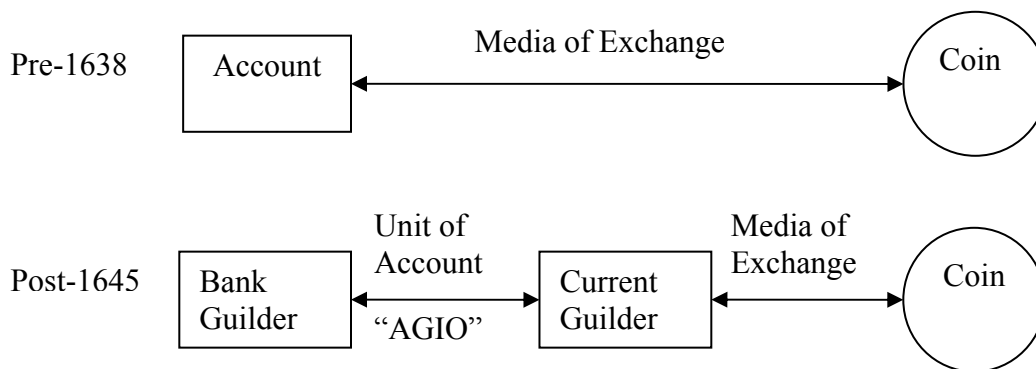 Pre-1638
Account
Media of Exchange
Coin
Post-1645
Bank
Guilder
Unit of
Account
“AGIO”
Current
Guilder
Media of
Exchange
Coin